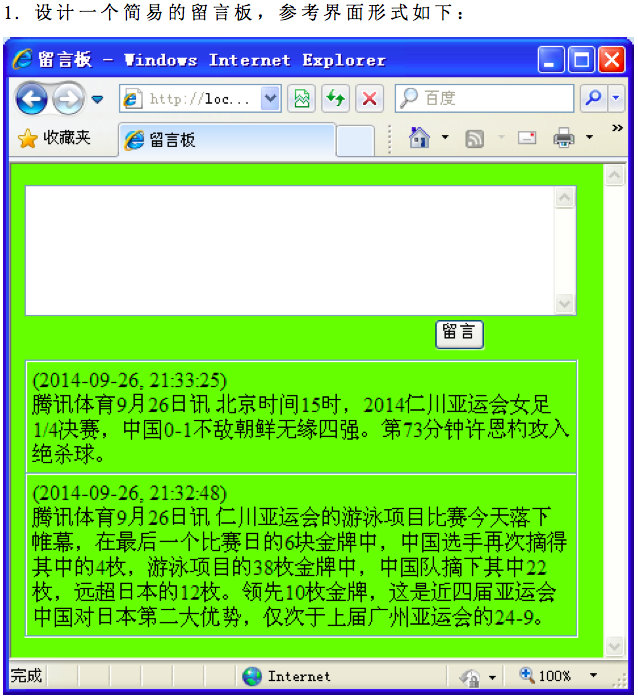 1. 设计一个简易的留言板，参考界面形式如下：
留言板 - Windows Internet Explorer
http://loc...
百度
收藏夹
留言板
»
留言
(2014-09-26, 21:33:25)
腾讯体育9月26日讯 北京时间15时，2014仁川亚运会女足
1/4决赛，中国0-1不敌朝鲜无缘四强。第73分钟许恩杓攻入
绝杀球。
(2014-09-26, 21:32:48)
腾讯体育9月26日讯 仁川亚运会的游泳项目比赛今天落下
帷幕，在最后一个比赛日的6块金牌中，中国选手再次摘得
其中的4枚，游泳项目的38枚金牌中，中国队摘下其中22
枚，远超日本的12枚。领先10枚金牌，这是近四届亚运会
中国对日本第二大优势，仅次于上届广州亚运会的24-9。
完成
Internet
100%